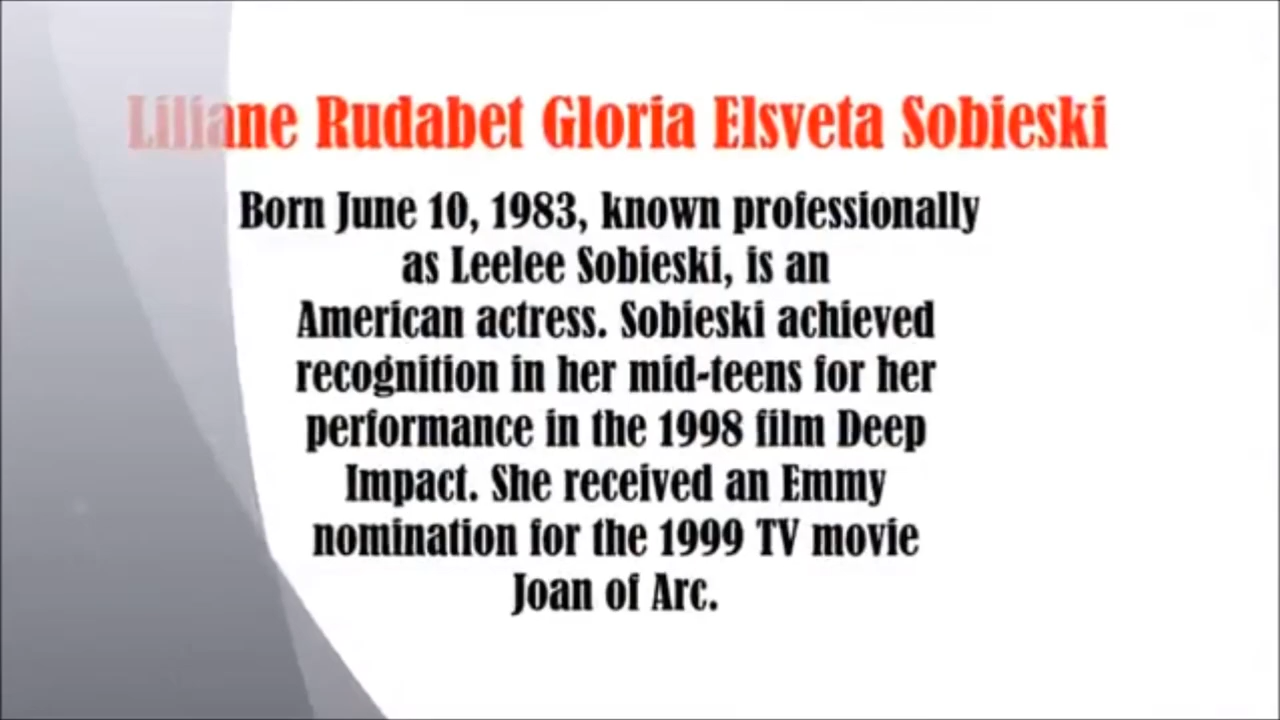 Liliane Rudabet Gloria Elsveta Sobieski
Born June 10, 1983, known professionally
as Leelee Sobieski, is an
American actress. Sobieski achieved
recognition in her mid-teens for her
performance in the 1998 film Deep
Impact. She received an Emmy
nomination for the 1999 TV movie
Joan of Arc.